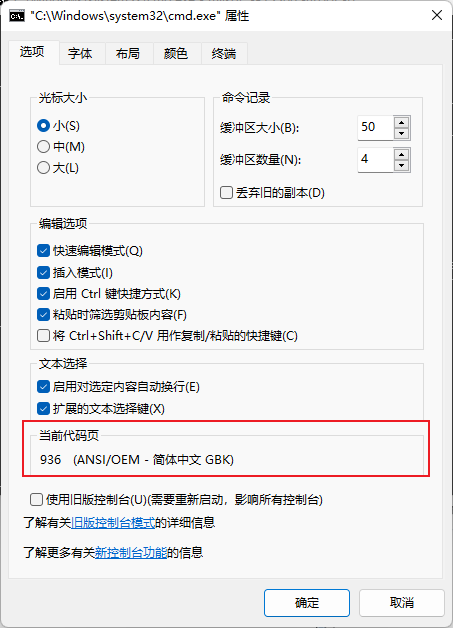 "C:\Windows\system32\cmd.exe" 属性
选项 字体 布局 颜色 终端
光标大小
小(S)
中(M)
大(L)
命令记录
缓冲区大小(B): 50
缓冲区数量(N): 4
丢弃旧的副本(D)
编辑选项
快速编辑模式(Q)
插入模式(I)
启用 Ctrl 键快捷方式(K)
粘贴时筛选剪贴板内容(F)
将 Ctrl+Shift+C/V 用作复制/粘贴的快捷键(C)
文本选择
启用对选定内容自动换行(E)
扩展的文本选择键(X)
当前代码页
936 (ANSI/OEM - 简体中文 GBK)
使用旧版控制台(U)(需要重新启动，影响所有控制台)
了解有关旧版控制台模式的详细信息
了解更多有关新控制台功能的信息
确定 取消